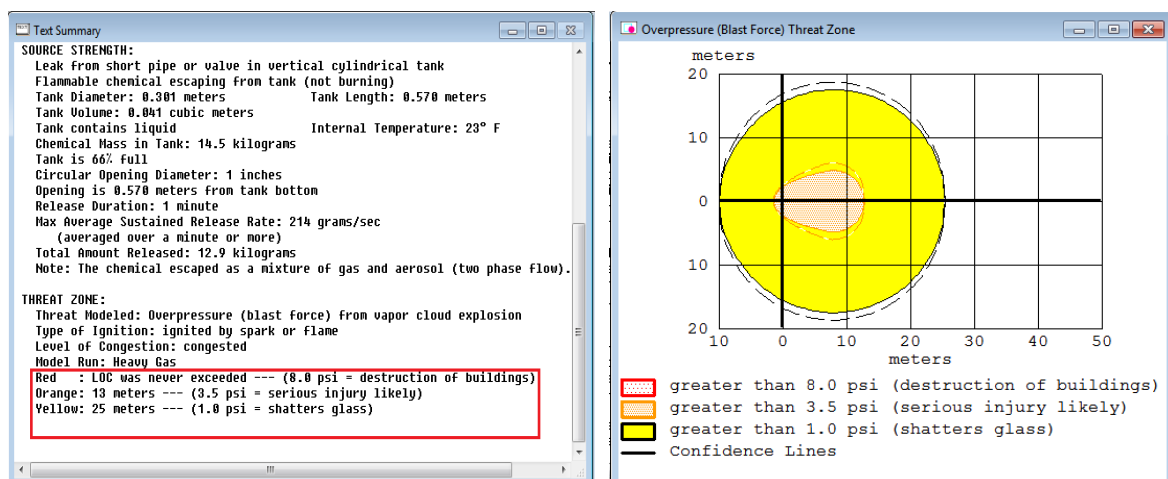 Text Summary
SOURCE STRENGTH:
Leak from short pipe or valve in vertical cylindrical tank
Flammable chemical escaping from tank (not burning)
Tank Diameter: 0.301 meters Tank Length: 0.570 meters
Tank Volume: 0.041 cubic meters
Tank contains liquid Internal Temperature: 23° F
Chemical Mass in Tank: 14.5 kilograms
Tank is 66% full
Circular Opening Diameter: 1 inches
Opening is 0.570 meters from tank bottom
Release Duration: 1 minute
Max Average Sustained Release Rate: 214 grams/sec
(averaged over a minute or more)
Total Amount Released: 12.9 kilograms
Note: The chemical escaped as a mixture of gas and aerosol (two phase flow).
THREAT ZONE:
Threat Modeled: Overpressure (blast force) from vapor cloud explosion
Type of Ignition: ignited by spark or flame
Level of Congestion: congested
Model Run: Heavy Gas
Red : LOC was never exceeded --- (8.0 psi = destruction of buildings)
Orange: 13 meters --- (3.5 psi = serious injury likely)
Yellow: 25 meters --- (1.0 psi = shatters glass)
Overpressure (Blast Force) Threat Zone
meters
20
10
0
10
20
10 0 10 20 30 40 50
meters
greater than 8.0 psi (destruction of buildings)
greater than 3.5 psi (serious injury likely)
greater than 1.0 psi (shatters glass)
Confidence Lines